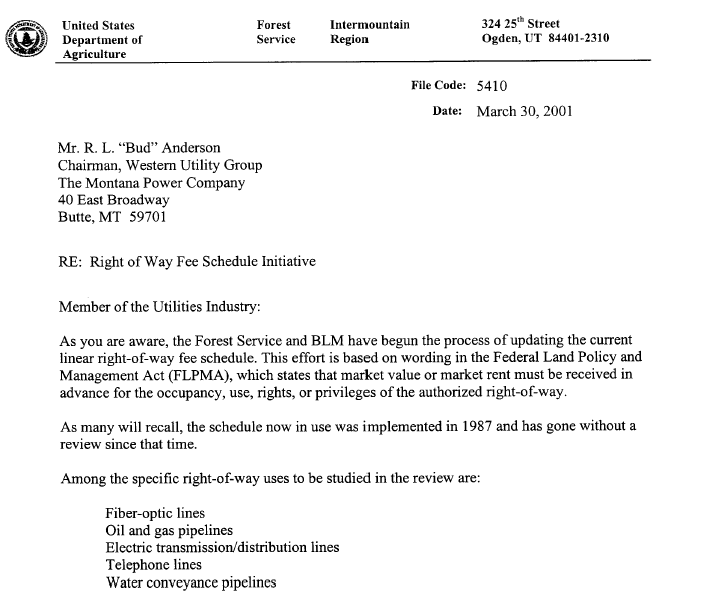 United States Department of Agriculture
Forest Service
Intermountain Region
324 25th Street
Ogden, UT 84401-2310
File Code: 5410
Date: March 30, 2001
Mr. R. L. “Bud” Anderson
Chairman, Western Utility Group
The Montana Power Company
40 East Broadway
Butte, MT 59701
RE: Right of Way Fee Schedule Initiative
Member of the Utilities Industry:
As you are aware, the Forest Service and BLM have begun the process of updating the current
linear right-of-way fee schedule. This effort is based on wording in the Federal Land Policy and
Management Act (FLPMA), which states that market value or market rent must be received in
advance for the occupancy, use, rights, or privileges of the authorized right-of-way.
As many will recall, the schedule now in use was implemented in 1987 and has gone without a
review since that time.
Among the specific right-of-way uses to be studied in the review are:
Fiber-optic lines
Oil and gas pipelines
Electric transmission/distribution lines
Telephone lines
Water conveyance pipelines